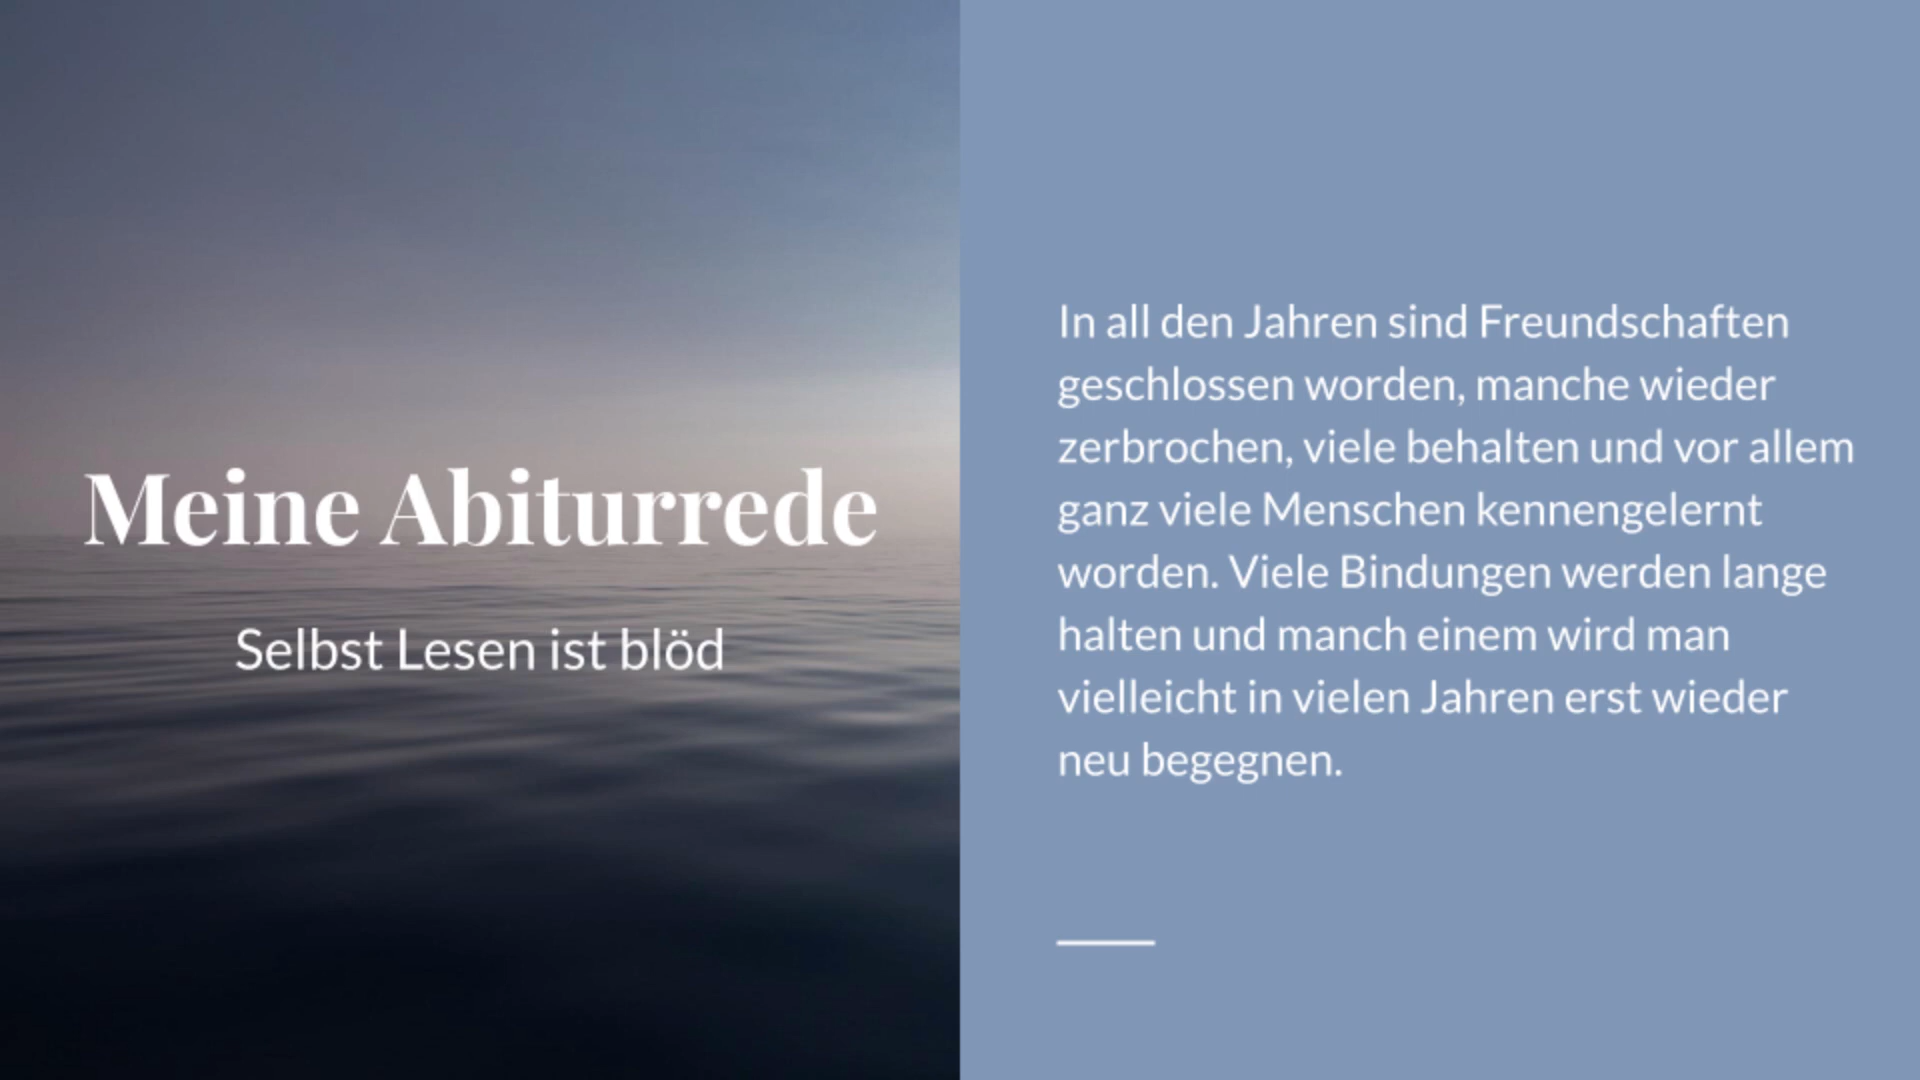 Meine Abiturrede
Selbst Lesen ist blöd
In all den Jahren sind Freundschaften
geschlossen worden, manche wieder
zerbrochen, viele behalten und vor allem
ganz viele Menschen kennengelernt
worden. Viele Bindungen werden lange
halten und manch einem wird man
vielleicht in vielen Jahren erst wieder
neu begegnen.